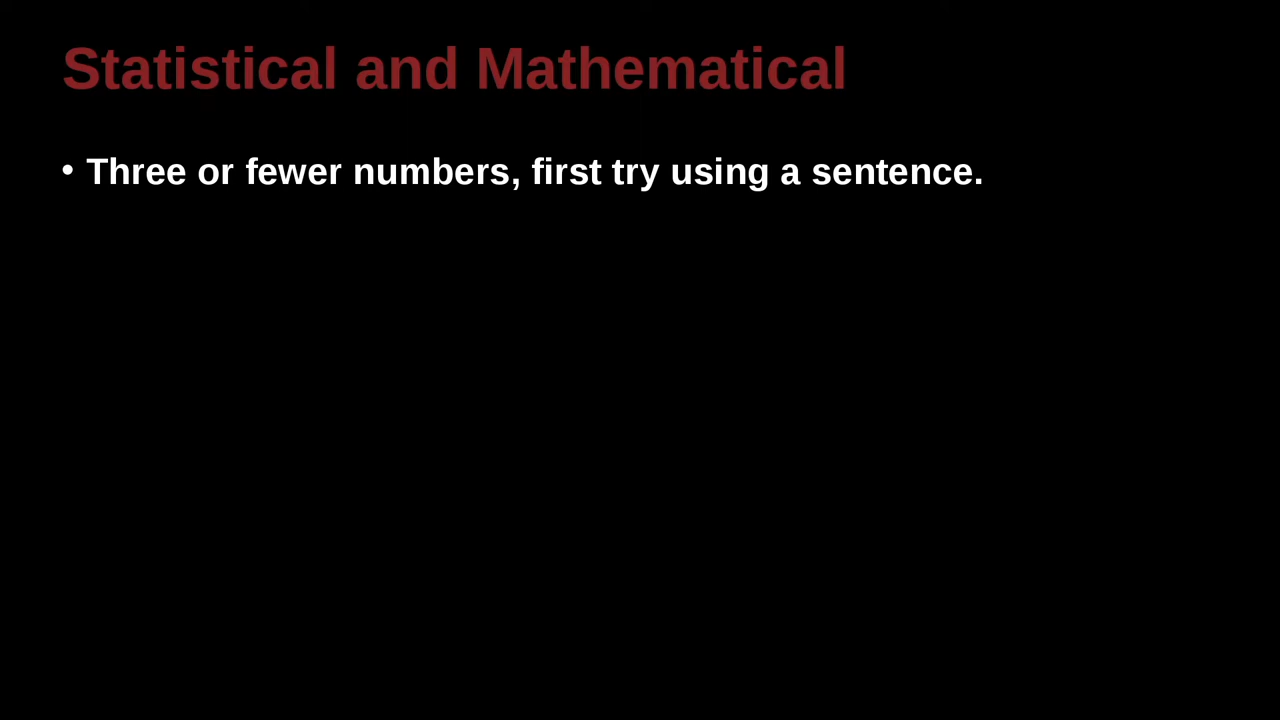 Statistical and Mathematical
• Three or fewer numbers, first try using a sentence.